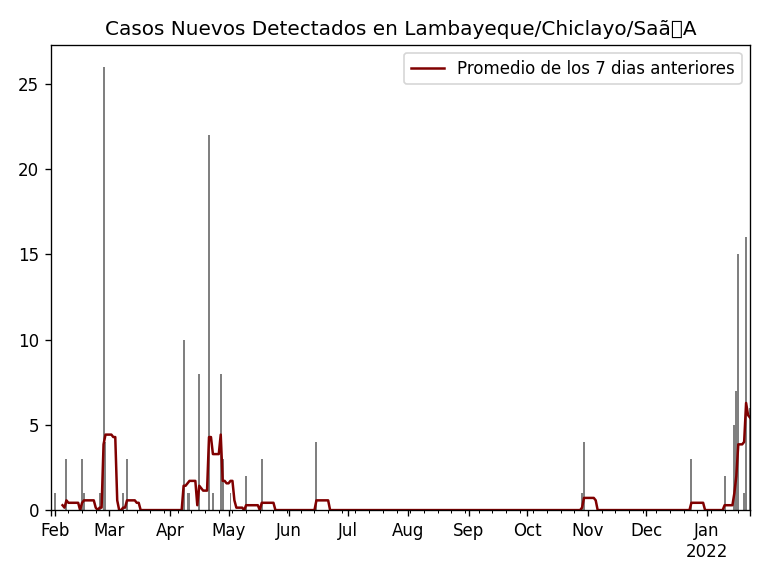 Casos Nuevos Detectados en Lambayeque/Chiclayo/Saã▯A
Promedio de los 7 dias anteriores
25
20
15
10
5
0
Feb Mar Apr May Jun Jul Aug Sep Oct Nov Dec Jan
2022